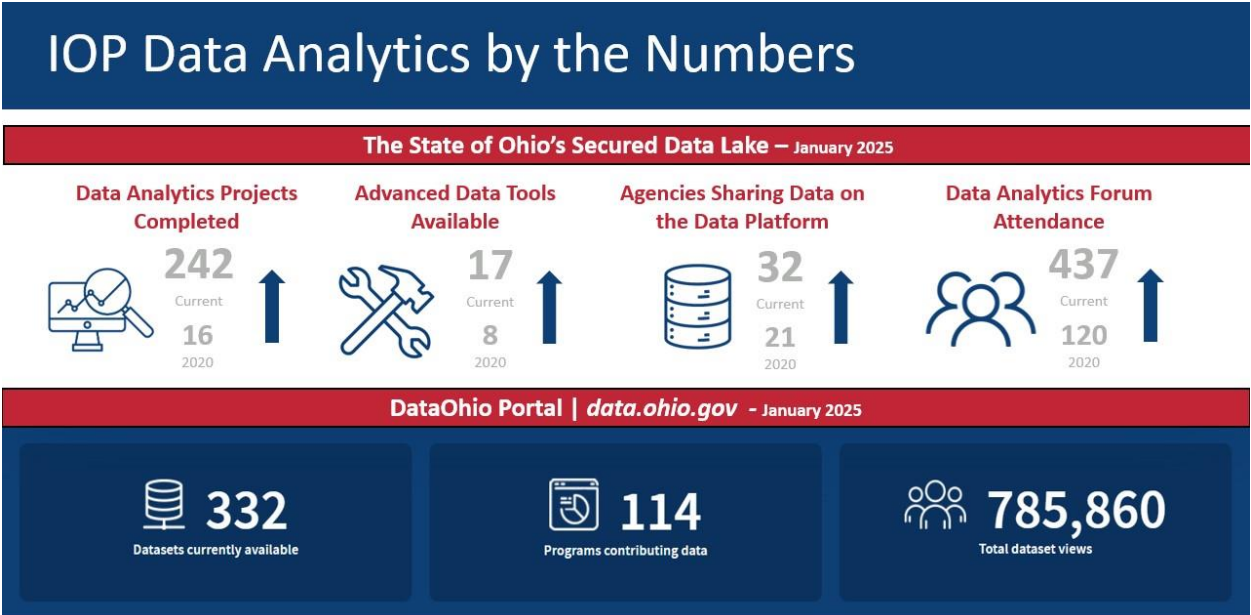 IOP Data Analytics by the Numbers
The State of Ohio’s Secured Data Lake – January 2025
Data Analytics Projects
Completed
242
Current
16
2020
Advanced Data Tools
Available
17
Current
8
2020
Agencies Sharing Data on
the Data Platform
32
Current
21
2020
Data Analytics Forum
Attendance
437
Current
120
2020
DataOhio Portal | data.ohio.gov - January 2025
332
Datasets currently available
114
Programs contributing data
785,860
Total dataset views